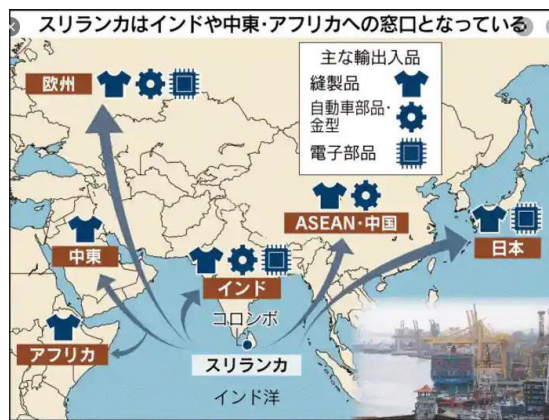 スリランカはインドや中東・アフリカへの窓口となっている
主な輸出入品
縫製品
自動車部品・
金型
電子部品
欧州
ASEAN・中国
日本
中東
インド
コロンボ
アフリカ
スリランカ
インド洋